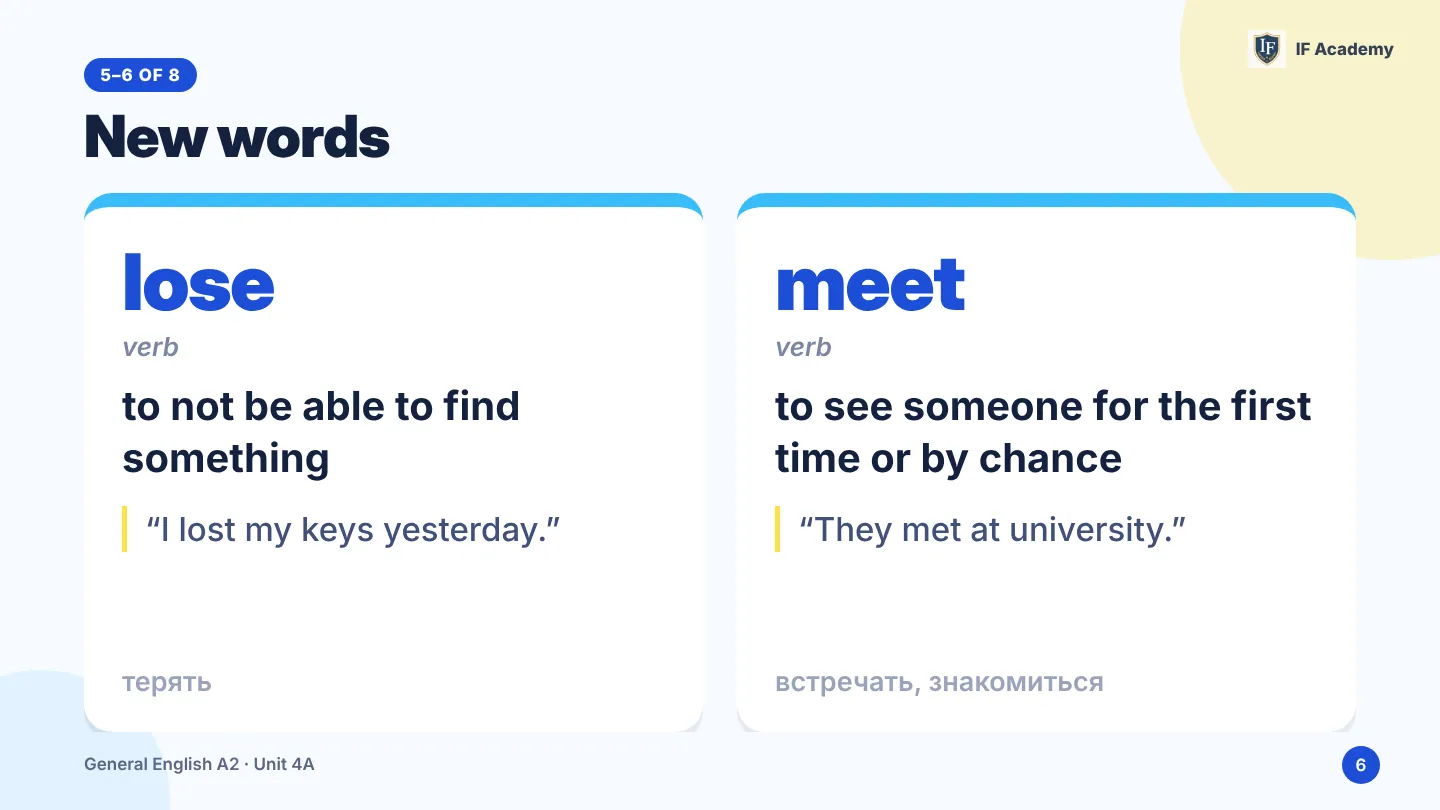 IF
IF Academy
5–6 OF 8
New words
lose
verb
to not be able to find
something
“I lost my keys yesterday.”
терять
meet
verb
to see someone for the first
time or by chance
“They met at university.”
встречать, знакомиться
General English A2 · Unit 4A
6